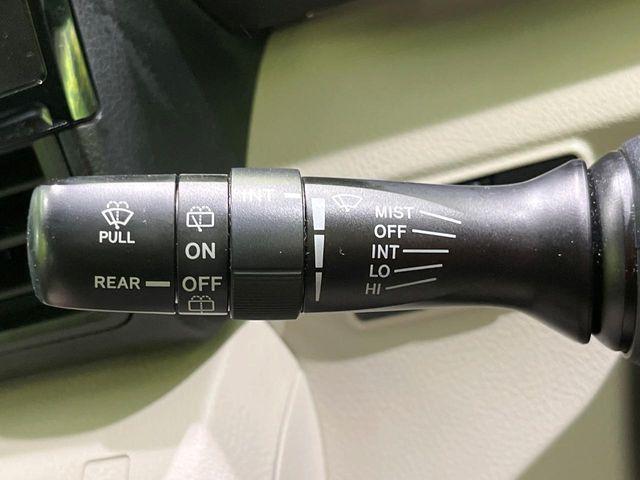 PULL
REAR
ON
OFF
INT
MIST
OFF
INT
LO
HI